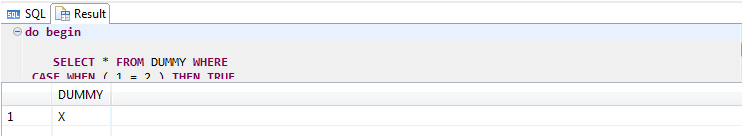 SQL Result
do begin
SELECT * FROM DUMMY WHERE
CASE WHEN ( 1 = 2 ) THEN TRUE
DUMMY
1 X